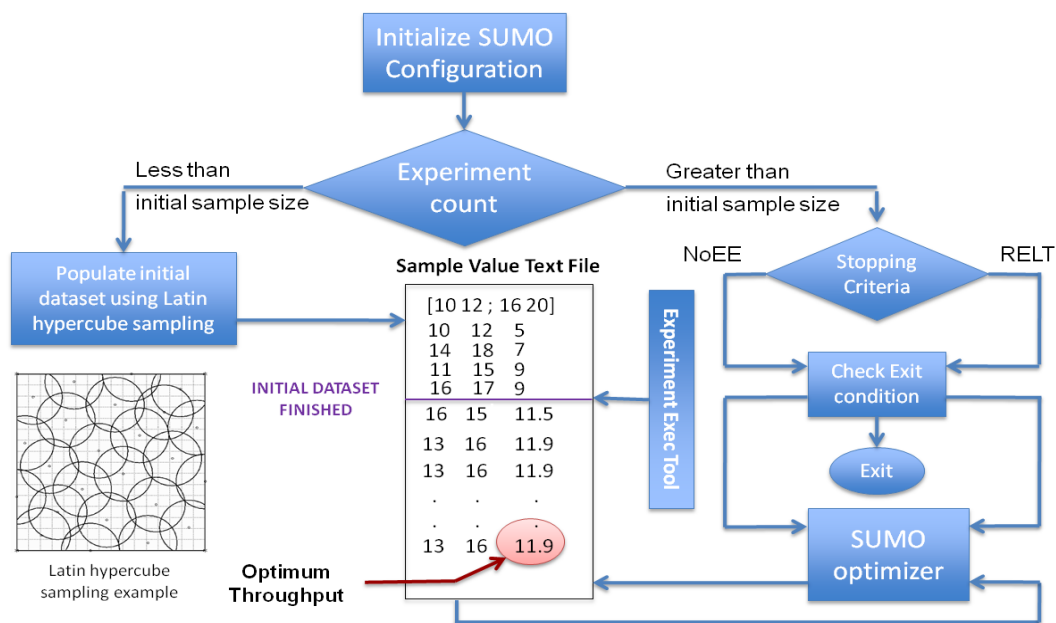 Initialize SUMO
Configuration
Experiment
count
Less than
initial sample size
Greater than
initial sample size
Populate initial
dataset using Latin
hypercube sampling
Sample Value Text File
[10 12 ; 16 20]
10 12 5
14 18 7
11 15 9
16 17 9
INITIAL DATASET
FINISHED
16 15 11.5
13 16 11.9
13 16 11.9
. . .
. . .
13 16 11.9
Optimum
Throughput
Latin hypercube
sampling example
Experiment Exec Tool
NoEE
Stopping
Criteria
RELT
Check Exit
condition
Exit
SUMO
optimizer